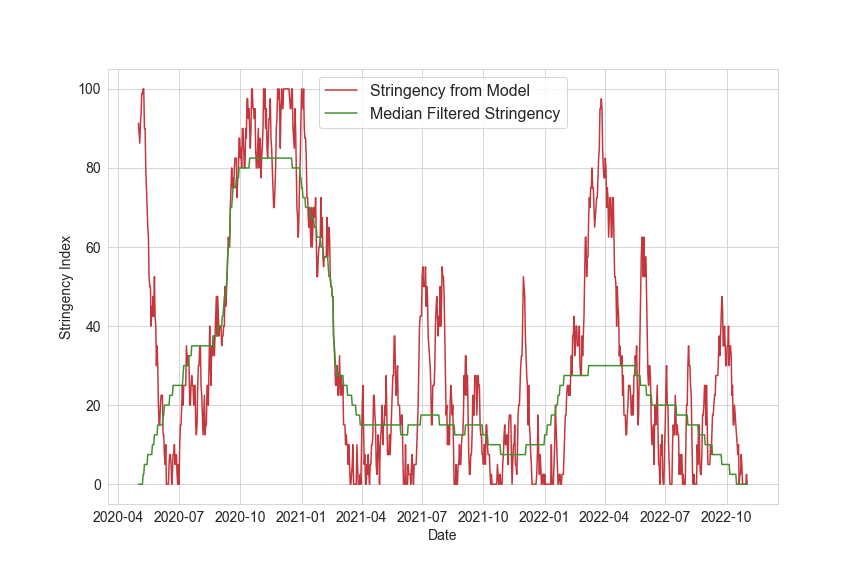 Stringency from Model
Median Filtered Stringency
Stringency Index
100
80
60
40
20
0
2020-04 2020-07 2020-10 2021-01 2021-04 2021-07 2021-10 2022-01 2022-04 2022-07 2022-10
Date